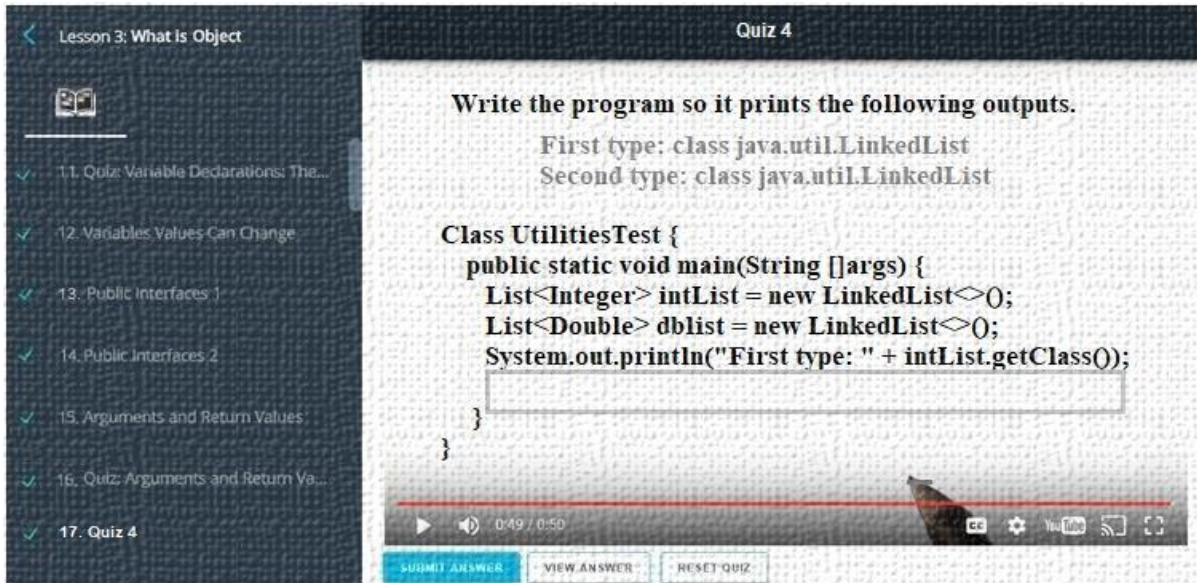 Lesson 3: What is Object
Quiz 4
11. Quiz: Variable Declarations: The...
12. Variables Values Can Change
13. Public Interfaces 1
14. Public Interfaces 2
15. Arguments and Return Values
16. Quiz: Arguments and Return Va...
17. Quiz 4
Write the program so it prints the following outputs.
First type: class java.util.LinkedList
Second type: class java.util.LinkedList
Class UtilitiesTest {
public static void main(String []args) {
List<Integer> intList = new LinkedList<>();
List<Double> dblist = new LinkedList<>();
System.out.println("First type: " + intList.getClass());
}
}
0:49 / 0:50
CC
YouTube
SUBMIT ANSWER
VIEW ANSWER
RESET QUIZ